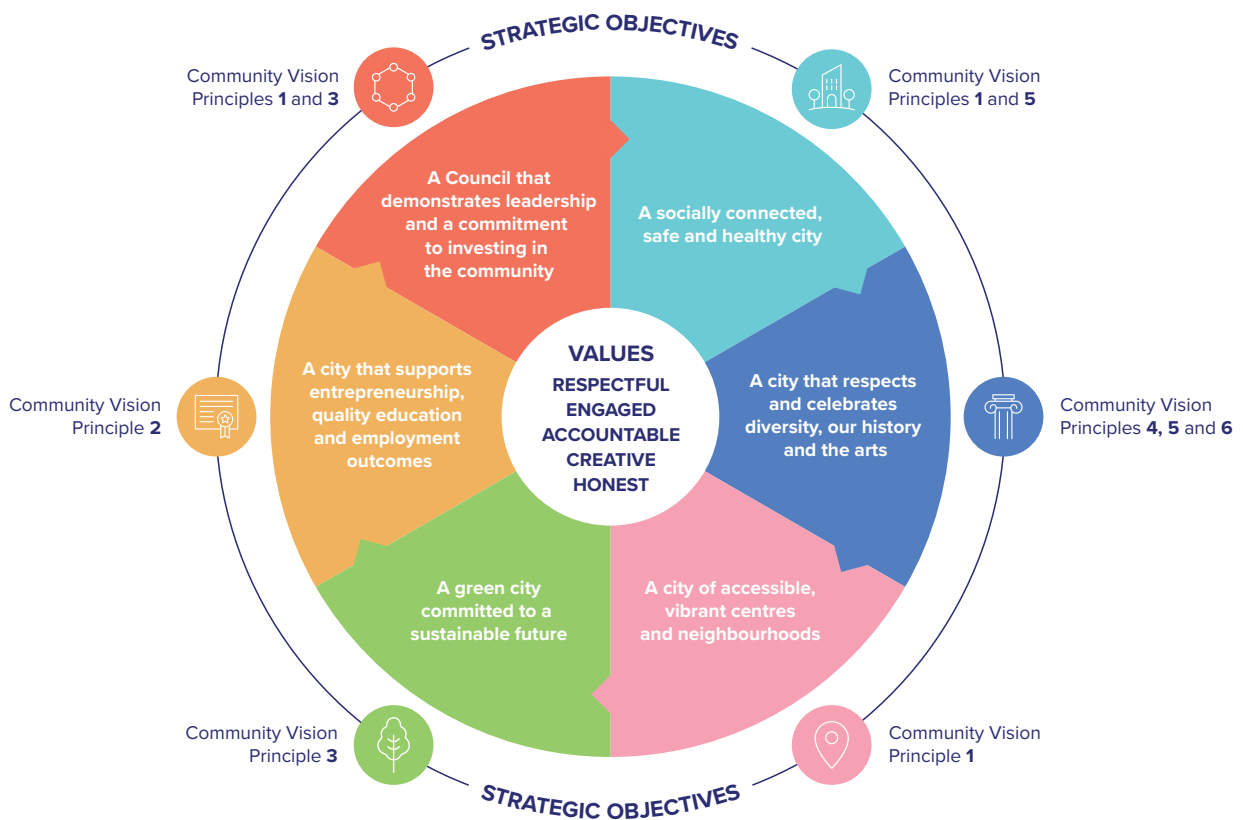 STRATEGIC OBJECTIVES
Community Vision
Principles 1 and 3
Community Vision
Principles 1 and 5
A Council that
demonstrates leadership
and a commitment
to investing in
the community
A socially connected,
safe and healthy city
A city that supports
entrepreneurship,
quality education
and employment
outcomes
VALUES
RESPECTFUL
ENGAGED
ACCOUNTABLE
CREATIVE
HONEST
A city that respects
and celebrates
diversity, our history
and the arts
Community Vision
Principle 2
Community Vision
Principles 4, 5 and 6
A green city
committed to a
sustainable future
A city of accessible,
vibrant centres
and neighbourhoods
Community Vision
Principle 3
Community Vision
Principle 1
STRATEGIC OBJECTIVES